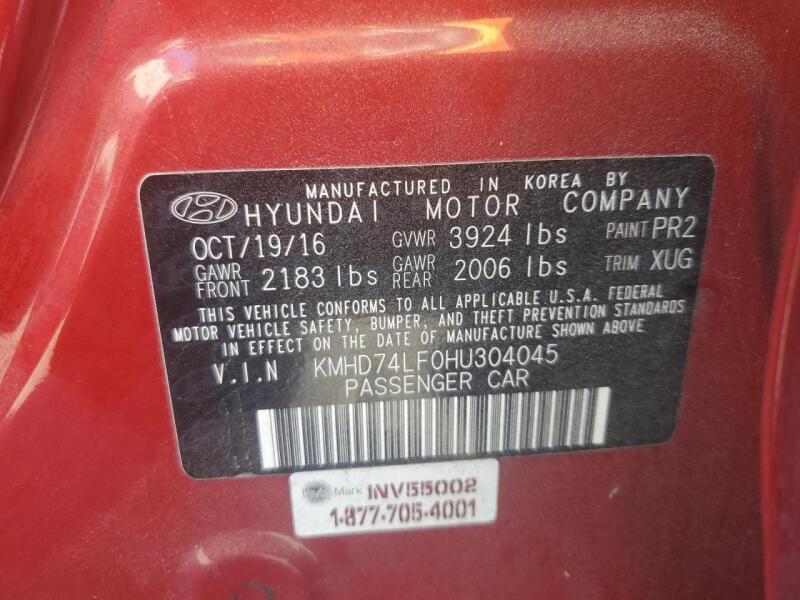 MANUFACTURED IN KOREA BY
HYUNDAI MOTOR COMPANY
OCT/19/16 GVWR 3924 lbs PAINT PR2
GAWR FRONT 2183 lbs GAWR REAR 2006 lbs TRIM XUG
THIS VEHICLE CONFORMS TO ALL APPLICABLE U.S.A. FEDERAL
MOTOR VEHICLE SAFETY, BUMPER, AND THEFT PREVENTION STANDARDS
IN EFFECT ON THE DATE OF MANUFACTURE SHOWN ABOVE
V.I.N KMHD74LF0HU304045
PASSENGER CAR
Mark INV55002
1-877-705-4001